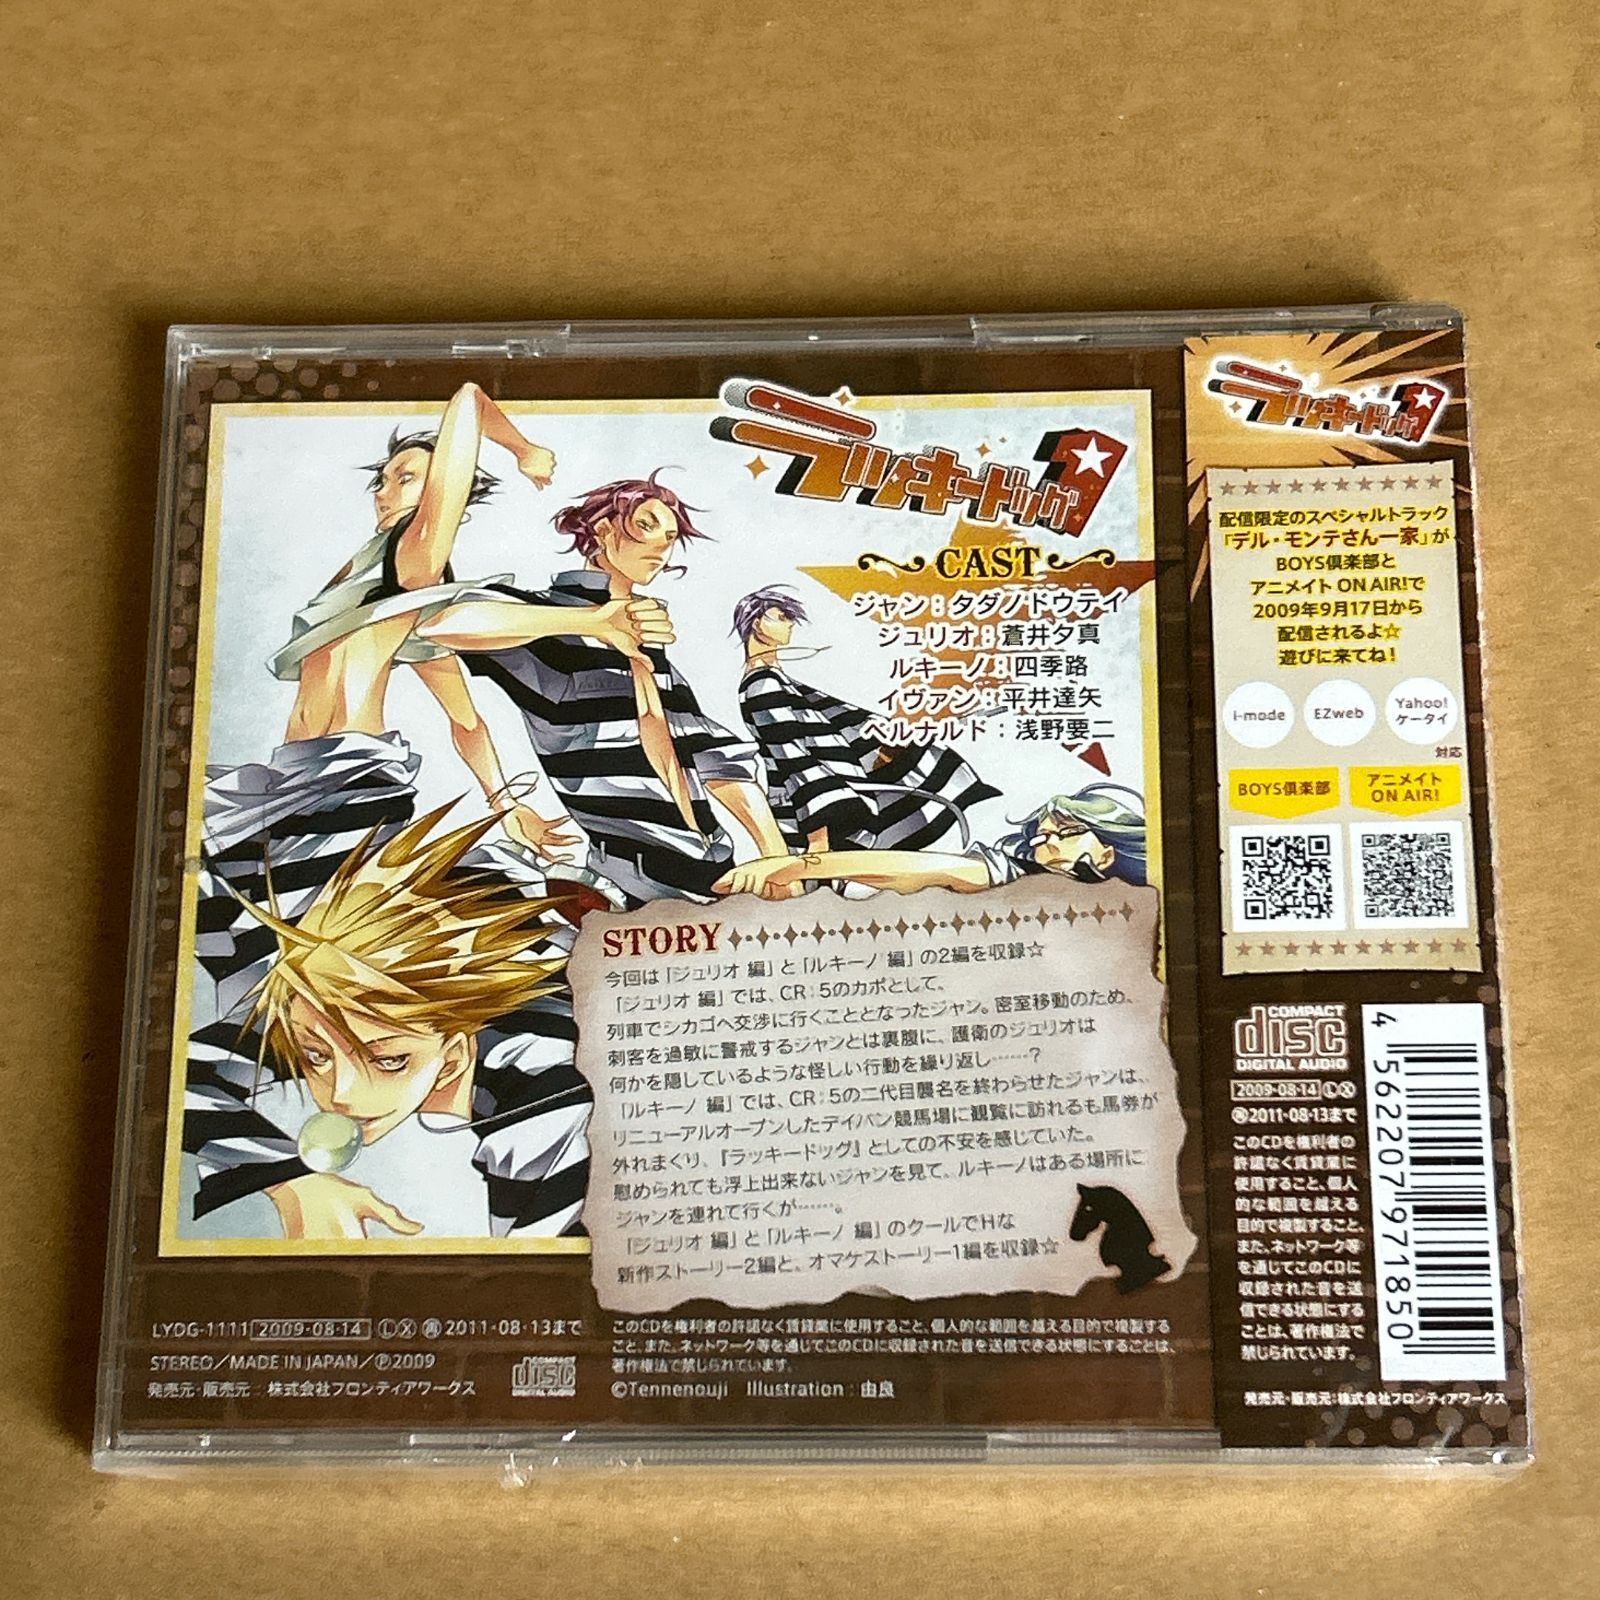 ラッキードッグ1
CAST
ジャン：タダノドウテイ
ジュリオ：蒼井夕真
ルキーノ：四季路
イヴァン：平井達矢
ベルナルド：浅野要二
STORY
今回は「ジュリオ 編」と「ルキーノ 編」の2編を収録☆
「ジュリオ 編」では、CR：5のカポとして、
列車でシカゴへ交渉に行くこととなったジャン。密室移動のため、
刺客を過敏に警戒するジャンとは裏腹に、護衛のジュリオは
何かを隠しているような怪しい行動を繰り返し……？
「ルキーノ 編」では、CR：5の二代目襲名を終わらせたジャンは、
リニューアルオープンしたデイバン競馬場に観覧に訪れるも馬券が
外れまくり、『ラッキードッグ』としての不安を感じていた。
慰められても浮上出来ないジャンを見て、ルキーノはある場所に
ジャンを連れて行くが……。
「ジュリオ 編」と「ルキーノ 編」のクールでHな
新作ストーリー2編と、オマケストーリー1編を収録☆
LYDG-1111 2009・08・14 Ⓛ Ⓧ ㊢ 2011・08・13まで
STEREO／MADE IN JAPAN／Ⓟ2009
発売元・販売元：株式会社フロンティアワークス
COMPACT
disc
DIGITAL AUDIO
このCDを権利者の許諾なく賃貸業に使用すること、個人的な範囲を越える目的で複製する
こと、また、ネットワーク等を通じてこのCDに収録された音を送信できる状態にすることは、
著作権法で禁じられています。
©Tennenouji Illustration：由良
ラッキードッグ1
配信限定のスペシャルトラック
「デル・モンテさん一家」が
BOYS倶楽部と
アニメイト ON AIR!で
2009年9月17日から
配信されるよ☆
遊びに来てね！
i-mode
EZweb
Yahoo!
ケータイ
対応
BOYS倶楽部
アニメイト
ON AIR!
COMPACT
disc
DIGITAL AUDIO
2009・08・14 Ⓛ Ⓧ
2011・08・13まで
このCDを権利者の
許諾なく賃貸業に
使用すること、個人
的な範囲を越える
目的で複製すること、
また、ネットワーク等
を通じてこのCDに
収録された音を送
信できる状態にする
ことは、著作権法で
禁じられています。
4 562207 971850
発売元・販売元：株式会社フロンティアワークス